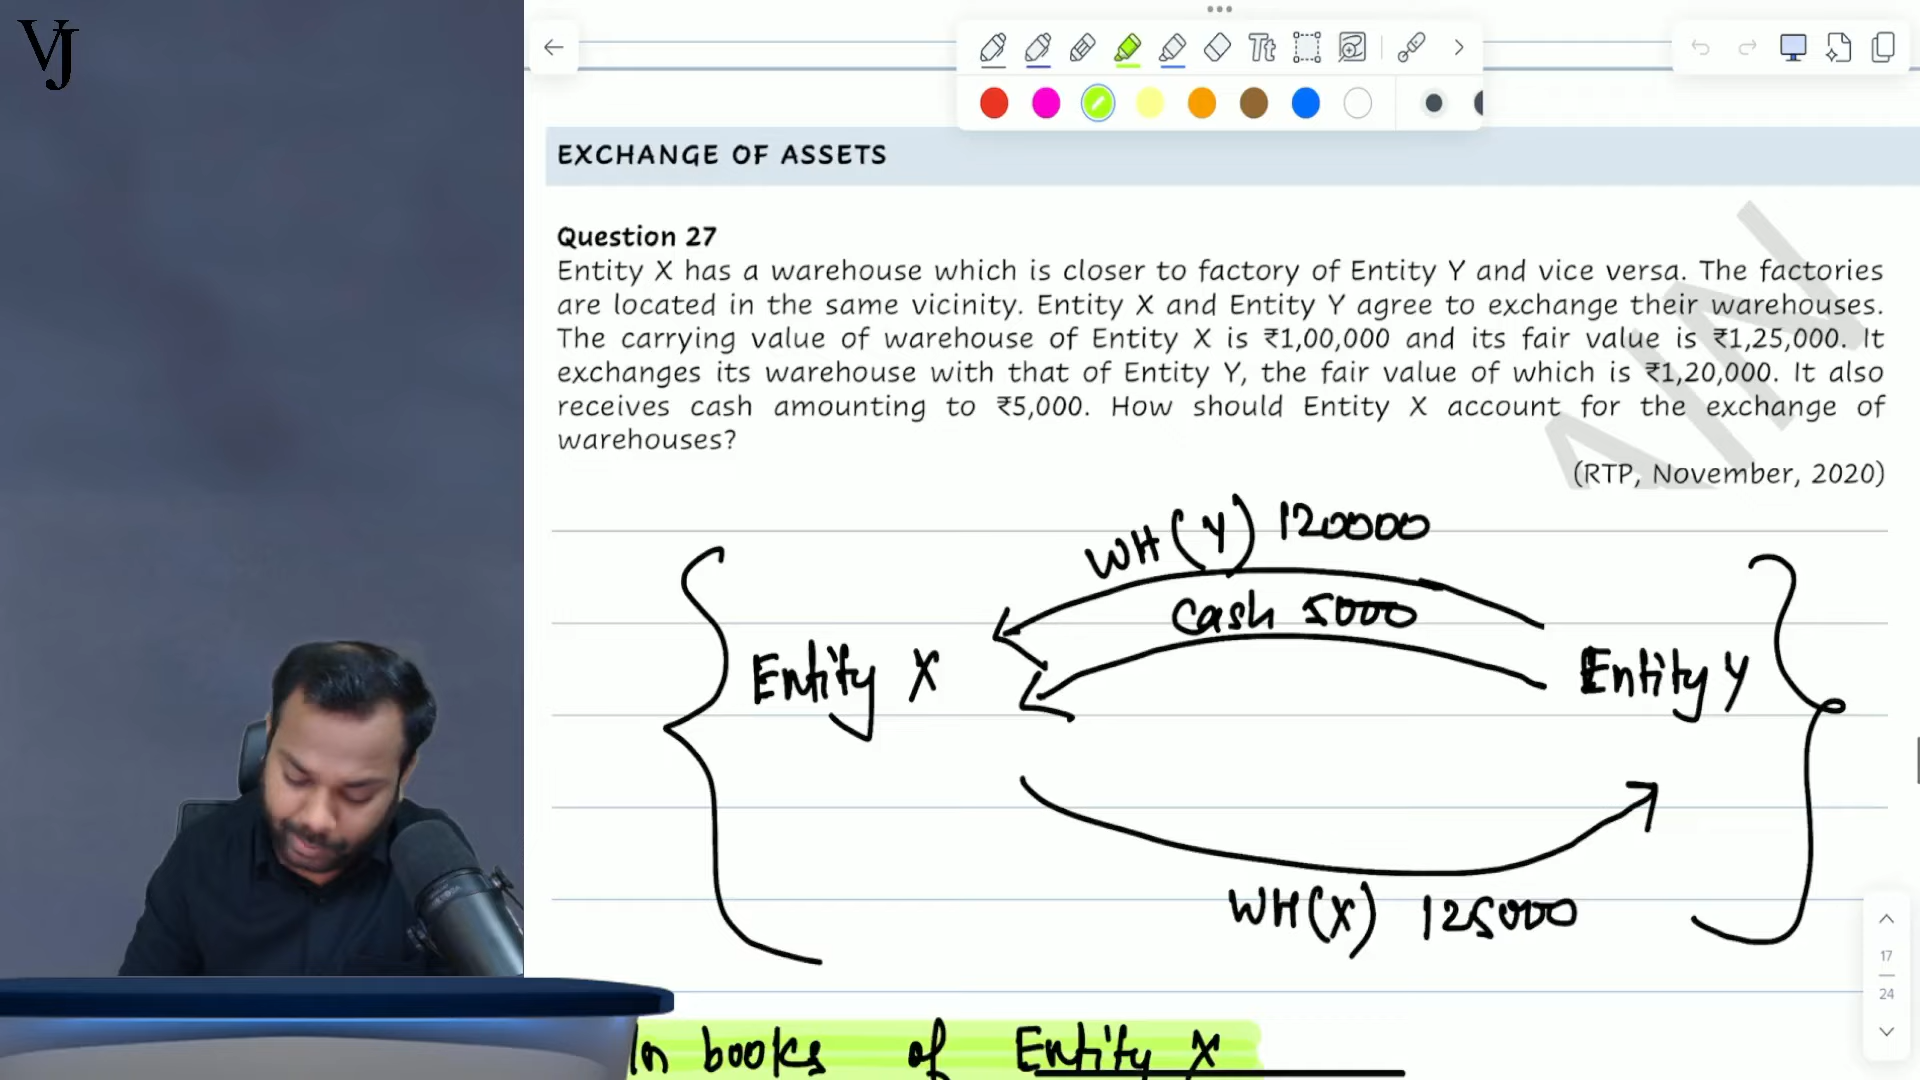 VJ
Tt
EXCHANGE OF ASSETS
Question 27
Entity X has a warehouse which is closer to factory of Entity Y and vice versa. The factories
are located in the same vicinity. Entity X and Entity Y agree to exchange their warehouses.
The carrying value of warehouse of Entity X is ₹1,00,000 and its fair value is ₹1,25,000. It
exchanges its warehouse with that of Entity Y, the fair value of which is ₹1,20,000. It also
receives cash amounting to ₹5,000. How should Entity X account for the exchange of
warehouses?
(RTP, November, 2020)
WH (Y) 120000
Cash 5000
Entity X
Entity Y
WH(X) 125000
In books of Entity X
17
24